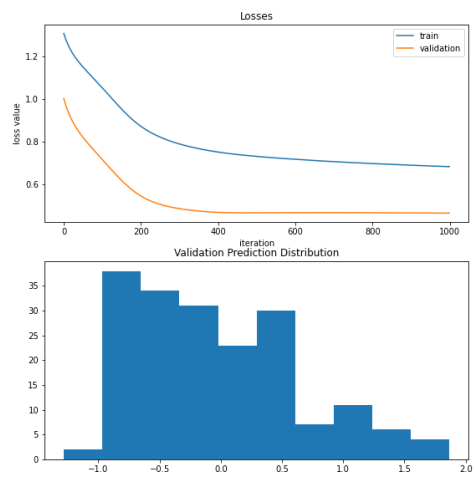 Losses
train
validation
1.2
1.0
0.8
0.6
loss value
0 200 400 600 800 1000
iteration
Validation Prediction Distribution
35
30
25
20
15
10
5
0
−1.0 −0.5 0.0 0.5 1.0 1.5 2.0